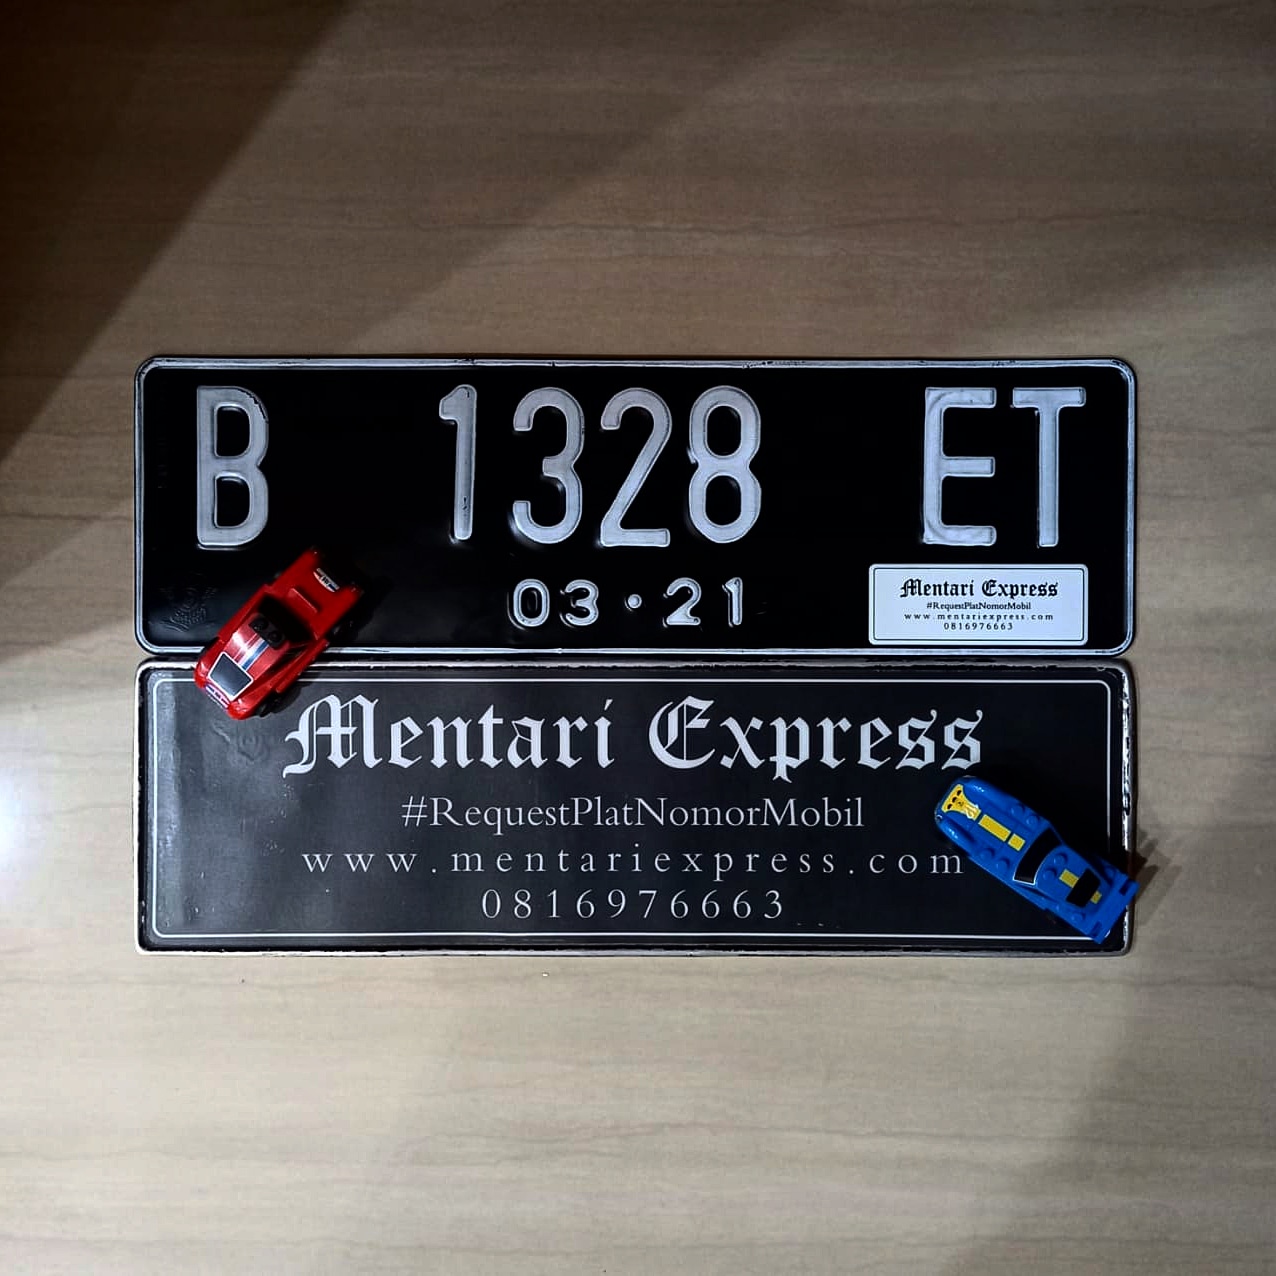 B 1328 ET
03·21
Mentari Express
#RequestPlatNomorMobil
www.mentariexpress.com
0816976663
Mentari Express
#RequestPlatNomorMobil
www.mentariexpress.com
0816976663